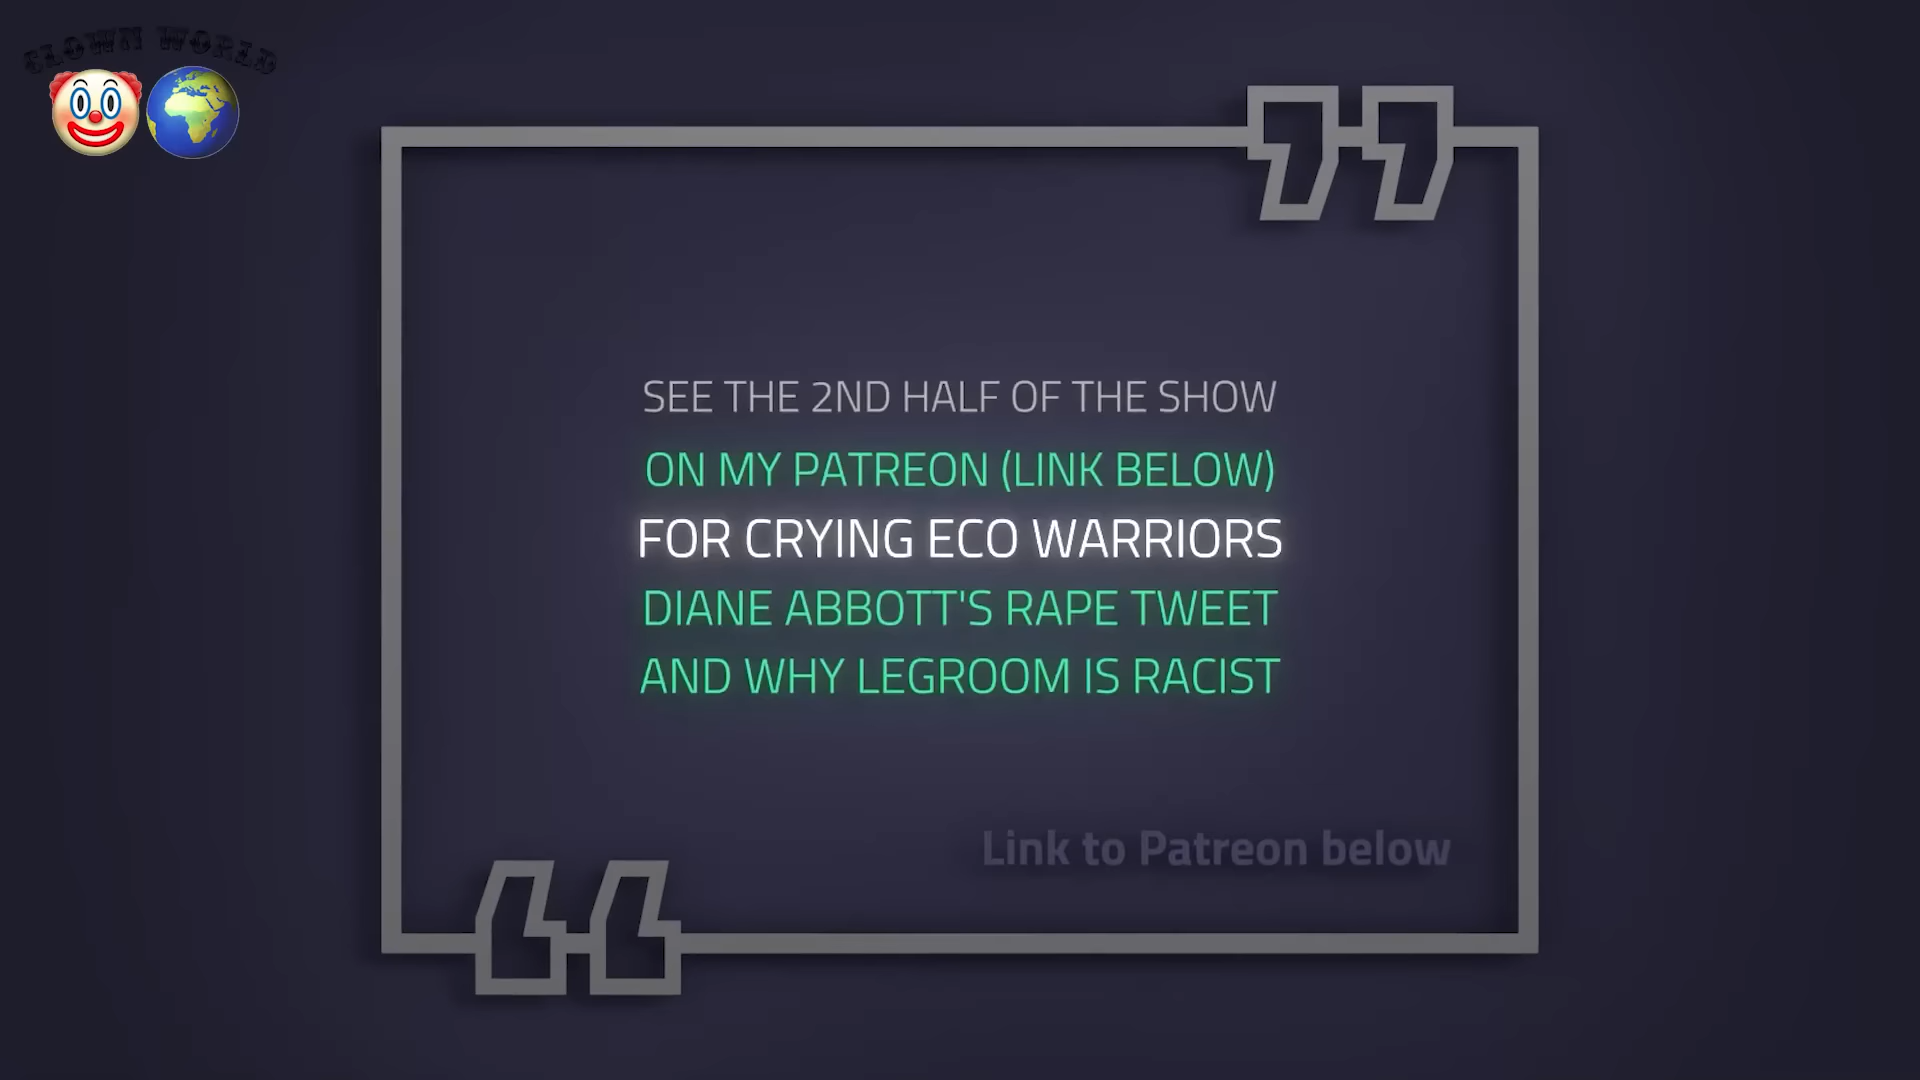 CLOWN WORLD
SEE THE 2ND HALF OF THE SHOW
ON MY PATREON (LINK BELOW)
FOR CRYING ECO WARRIORS
DIANE ABBOTT'S RAPE TWEET
AND WHY LEGROOM IS RACIST
Link to Patreon below